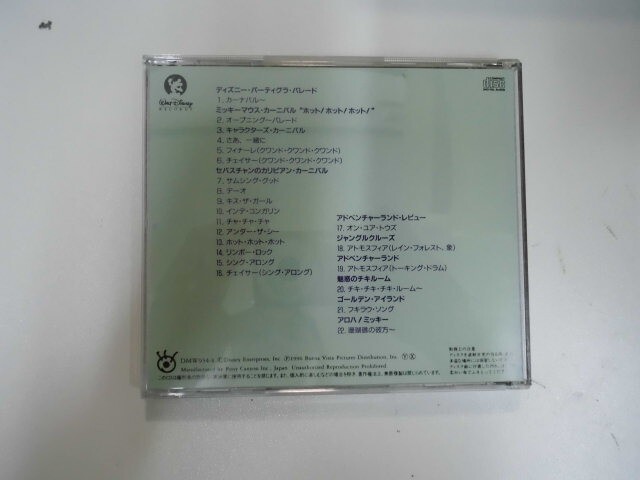 Walt Disney
RECORDS
COMPACT
disc
DIGITAL AUDIO
ディズニー・パーティグラ・パレード
1. カーナバル〜
ミッキーマウス・カーニバル "ホット!ホット!ホット!"
2. オープニング〜パレード
3. キャラクターズ・カーニバル
4. さあ、一緒に
5. フィナーレ(クワンド・クワンド・クワンド)
6. チェイサー(クワンド・クワンド・クワンド)
セバスチャンのカリビアン・カーニバル
7. サムシング・グッド
8. デーオ
9. キス・ザ・ガール
10. インテ・コンガリン
11. チャ・チャ・チャ
12. アンダー・ザ・シー
13. ホット・ホット・ホット
14. リンボー・ロック
15. シング・アロング
16. チェイサー(シング・アロング)
アドベンチャーランド・レビュー
17. オン・ユア・トウズ
ジャングルクルーズ
18. アトモスフィア(レイン・フォレスト、象)
アドベンチャーランド
19. アトモスフィア(トーキング・ドラム)
魅惑のチキルーム
20. チキ・チキ・チキ・ルーム〜
ゴールデン・アイランド
21. フキラウ・ソング
アロハ!ミッキー
22. 珊瑚礁の彼方〜
© Disney Enterprises, Inc. ℗1996 Buena Vista Pictures Distribution, Inc.
Manufactured by Pony Canyon Inc., Japan. Unauthorized Reproduction Prohibited.